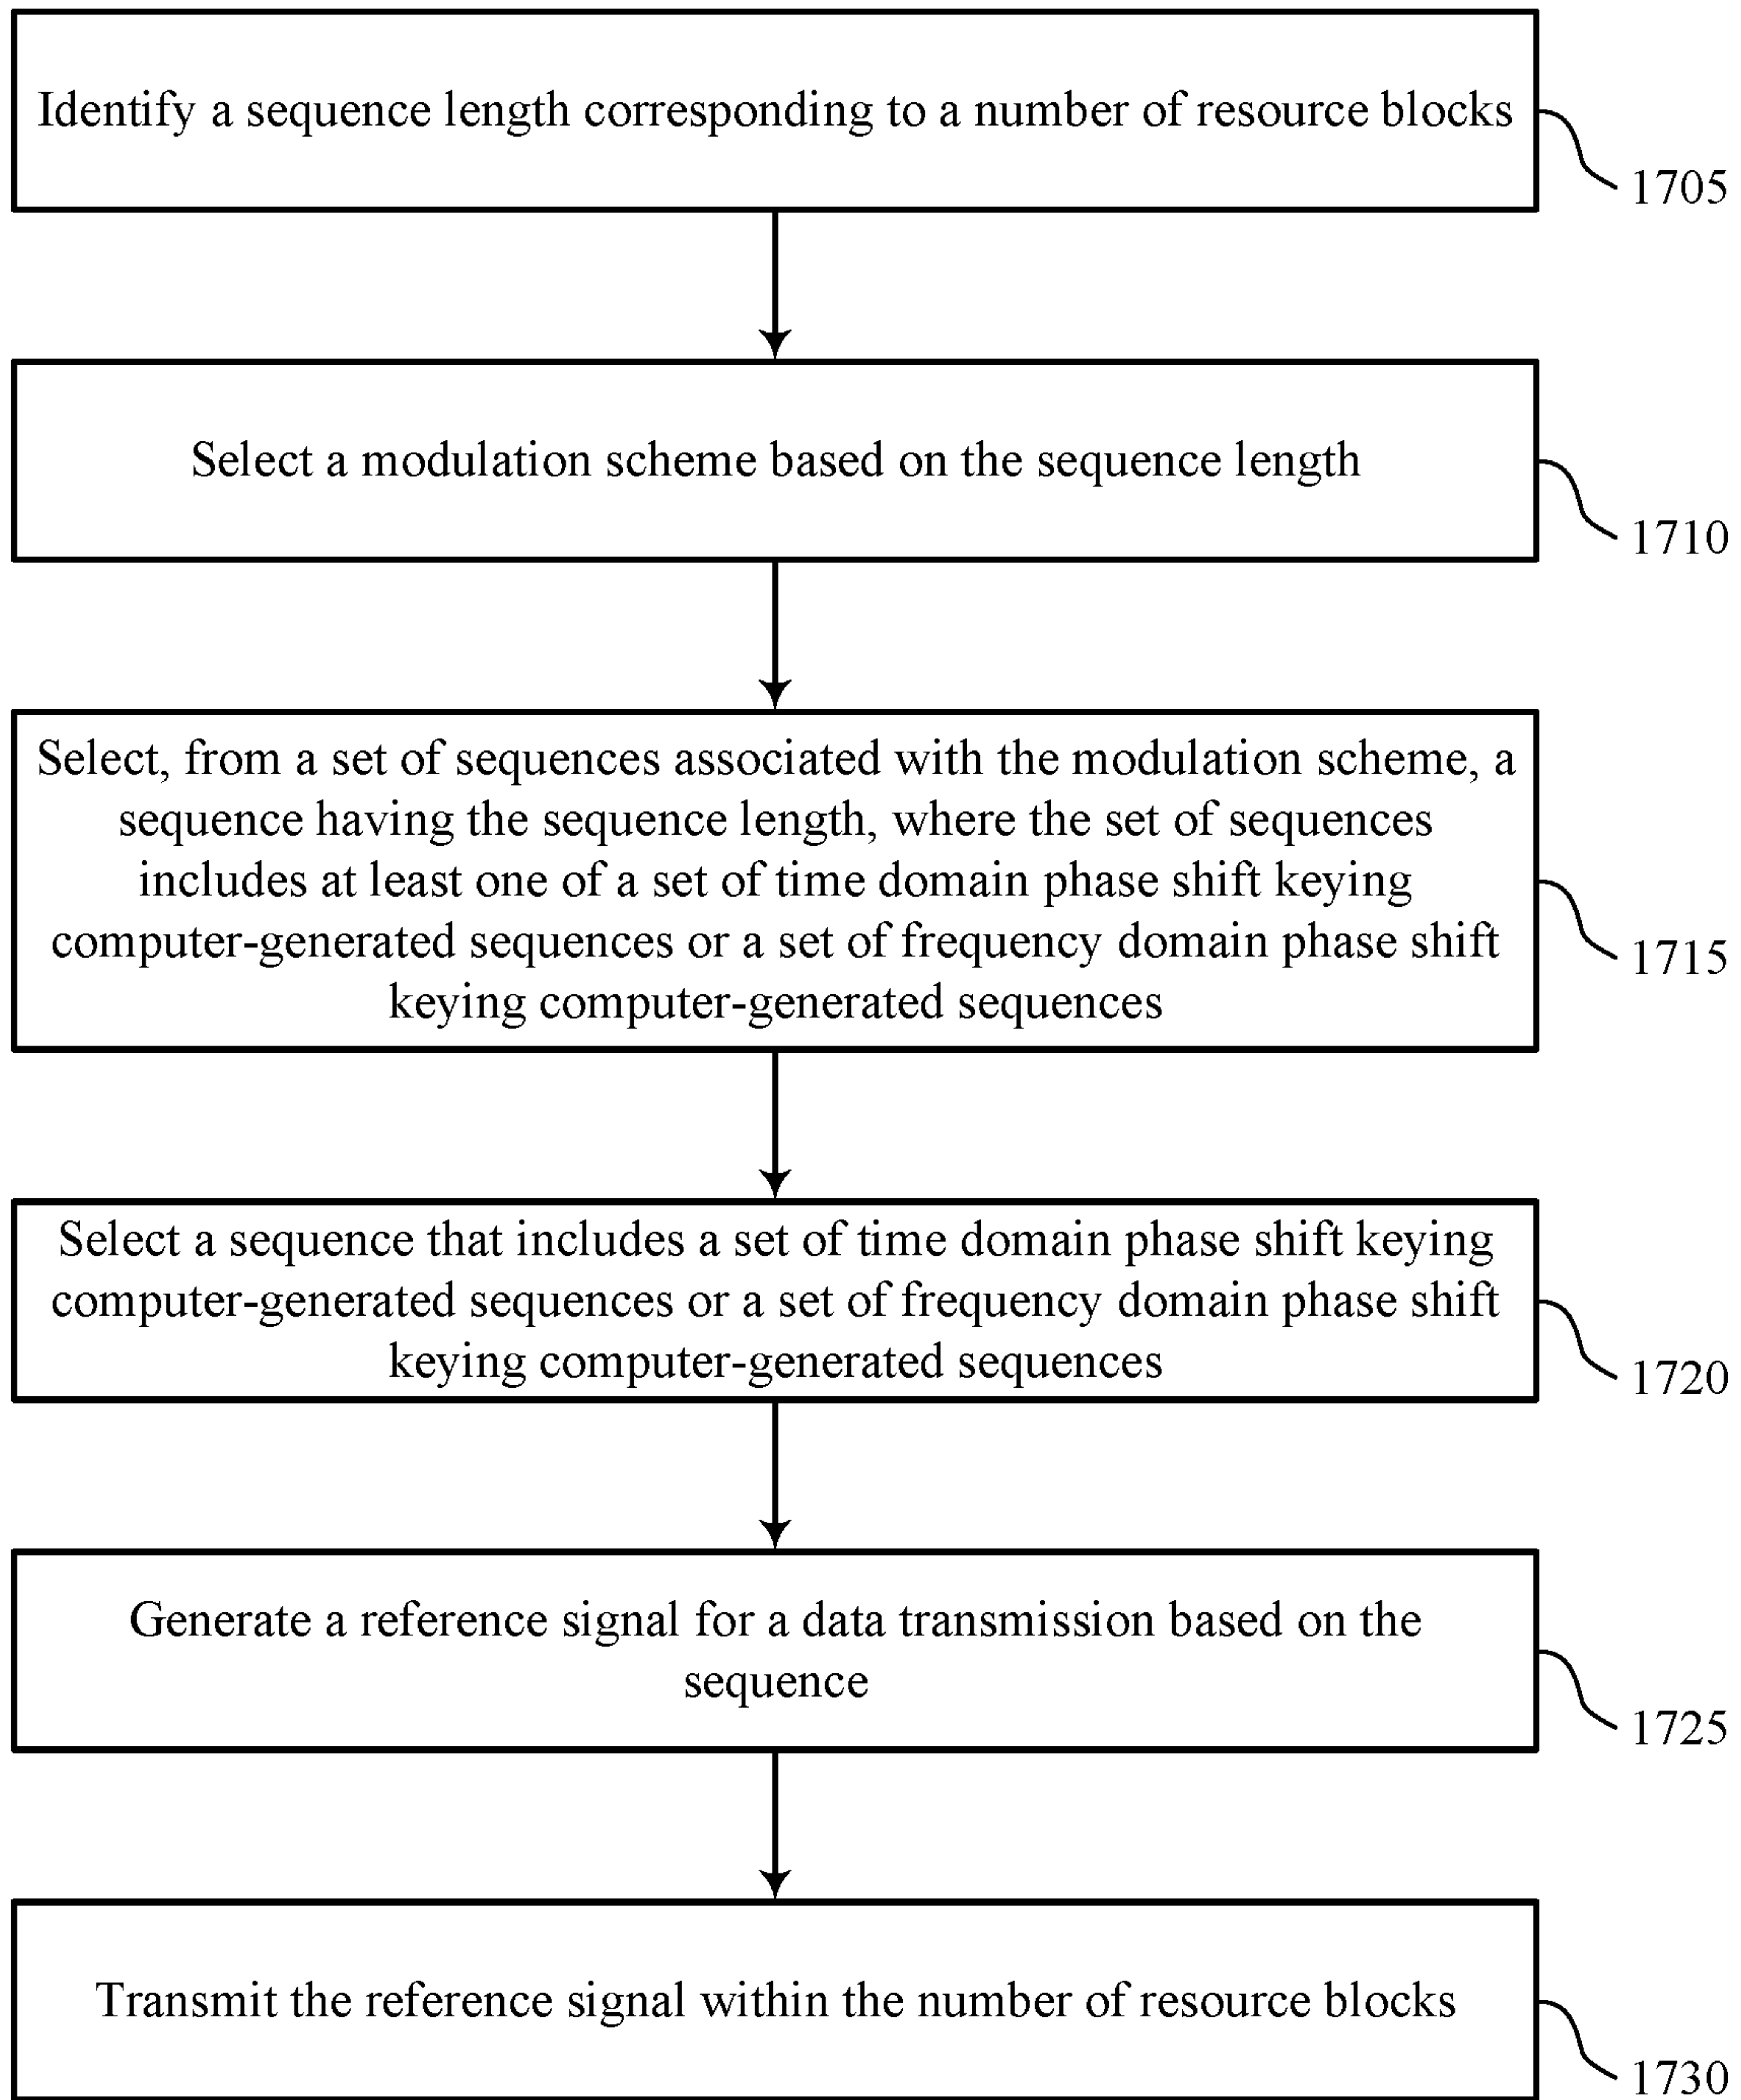 Identify a sequence length corresponding to a number of resource blocks
1705
Select a modulation scheme based on the sequence length
1710
Select, from a set of sequences associated with the modulation scheme, a
sequence having the sequence length, where the set of sequences
includes at least one of a set of time domain phase shift keying
computer-generated sequences or a set of frequency domain phase shift
keying computer-generated sequences
1715
Select a sequence that includes a set of time domain phase shift keying
computer-generated sequences or a set of frequency domain phase shift
keying computer-generated sequences
1720
Generate a reference signal for a data transmission based on the
sequence
1725
Transmit the reference signal within the number of resource blocks
1730